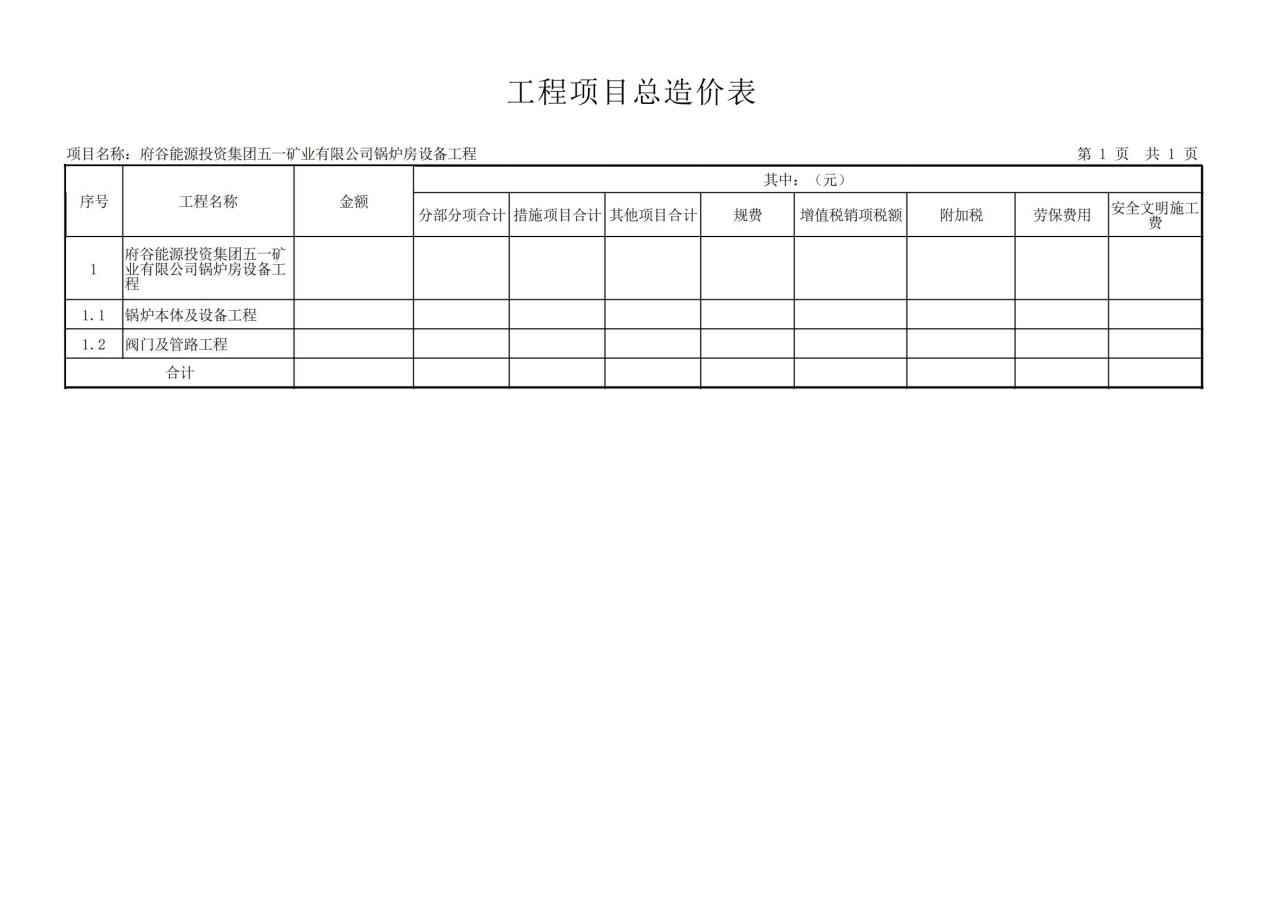 工程项目总造价表
项目名称：府谷能源投资集团五一矿业有限公司锅炉房设备工程 第 1 页 共 1 页
序号 工程名称 金额 其中：（元）
分部分项合计 措施项目合计 其他项目合计 规费 增值税销项税额 附加税 劳保费用 安全文明施工
费
1 府谷能源投资集团五一矿
业有限公司锅炉房设备工
程
1.1 锅炉本体及设备工程
1.2 阀门及管路工程
合计